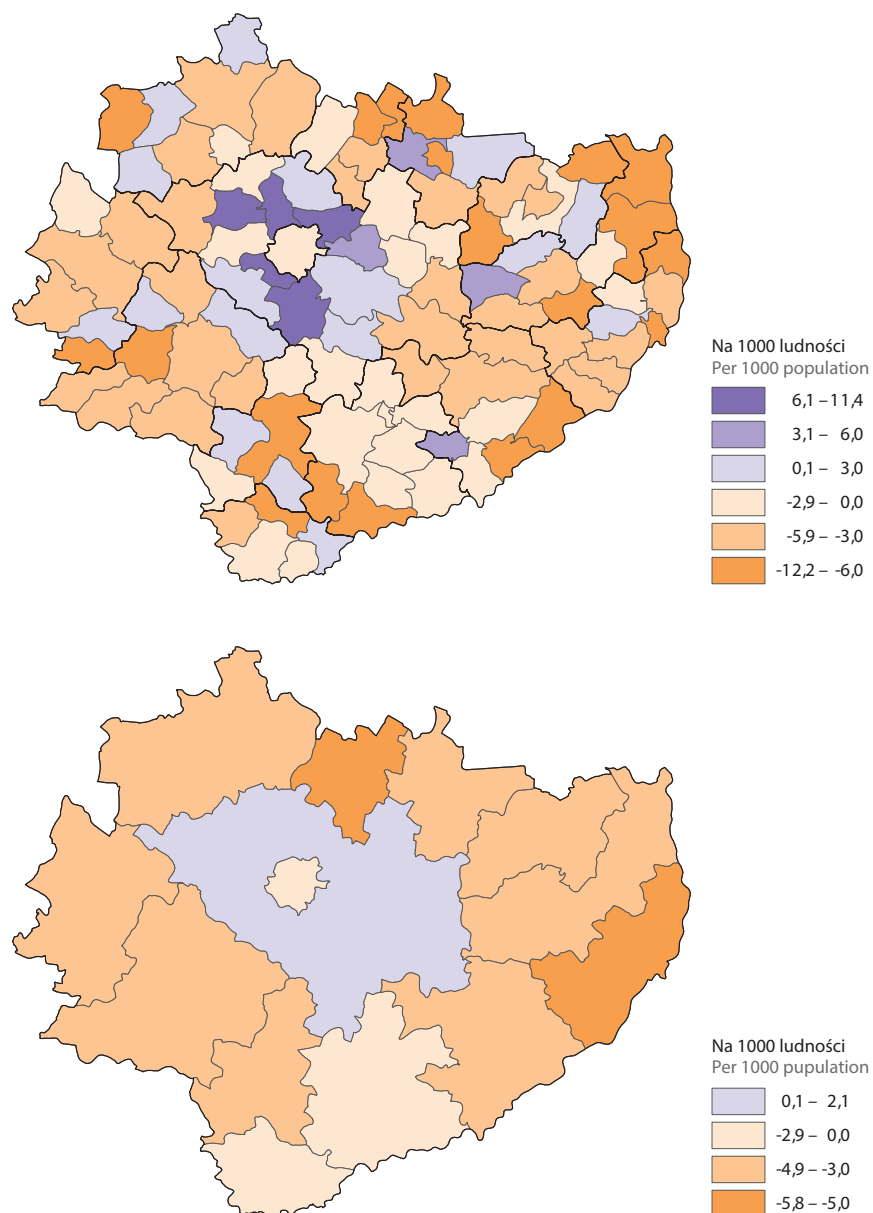 Na 1000 ludności
Per 1000 population
6,1 – 11,4
3,1 – 6,0
0,1 – 3,0
-2,9 – 0,0
-5,9 – -3,0
-12,2 – -6,0
Na 1000 ludności
Per 1000 pupulation
0,1 – 2,1
-2,9 – 0,0
-4,9 – -3,0
-5,8 – -5,0